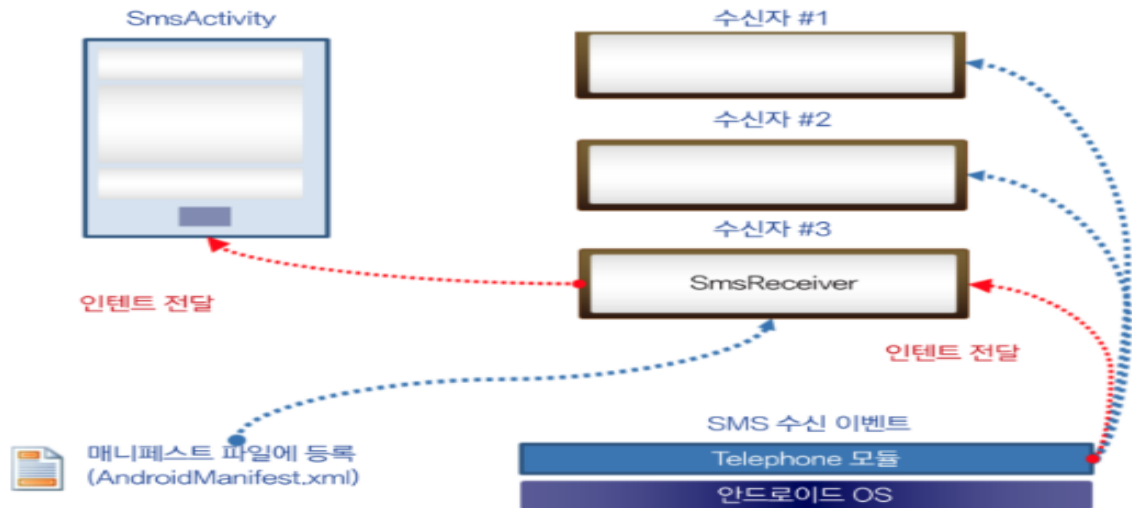 SmsActivity
수신자 #1
수신자 #2
수신자 #3
SmsReceiver
인텐트 전달
인텐트 전달
SMS 수신 이벤트
매니페스트 파일에 등록
(AndroidManifest.xml)
Telephone 모듈
안드로이드 OS